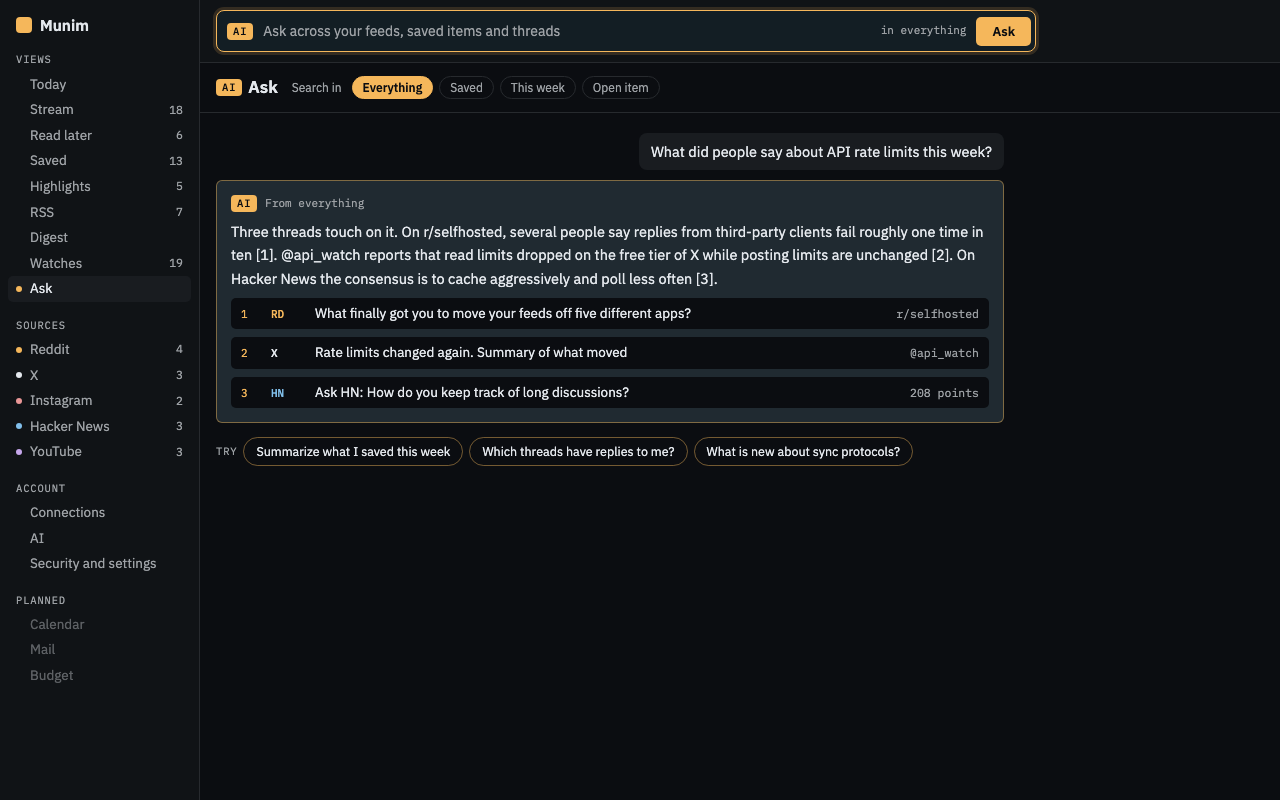 Munim
VIEWS
Today
Stream 18
Read later 6
Saved 13
Highlights 5
RSS 7
Digest
Watches 19
Ask
SOURCES
Reddit 4
X 3
Instagram 2
Hacker News 3
YouTube 3
ACCOUNT
Connections
AI
Security and settings
PLANNED
Calendar
Mail
Budget
AI Ask across your feeds, saved items and threads in everything Ask
AI Ask Search in Everything Saved This week Open item
What did people say about API rate limits this week?
AI From everything
Three threads touch on it. On r/selfhosted, several people say replies from third-party clients fail roughly one time in
ten [1]. @api_watch reports that read limits dropped on the free tier of X while posting limits are unchanged [2]. On
Hacker News the consensus is to cache aggressively and poll less often [3].
1 RD What finally got you to move your feeds off five different apps? r/selfhosted
2 X Rate limits changed again. Summary of what moved @api_watch
3 HN Ask HN: How do you keep track of long discussions? 208 points
TRY Summarize what I saved this week Which threads have replies to me? What is new about sync protocols?